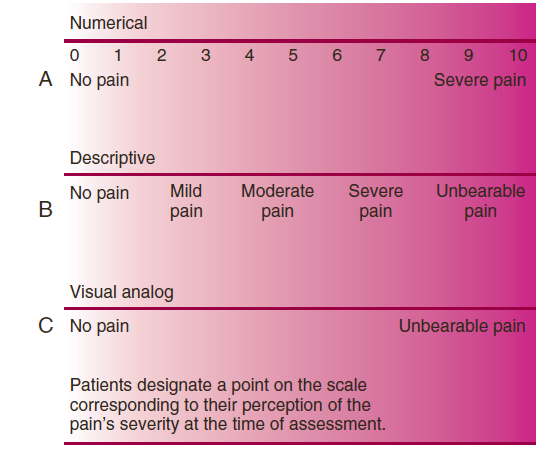 Numerical
0 1 2 3 4 5 6 7 8 9 10
A No pain Severe pain
Descriptive
B No pain Mild pain Moderate pain Severe pain Unbearable pain
Visual analog
C No pain Unbearable pain
Patients designate a point on the scale
corresponding to their perception of the
pain's severity at the time of assessment.